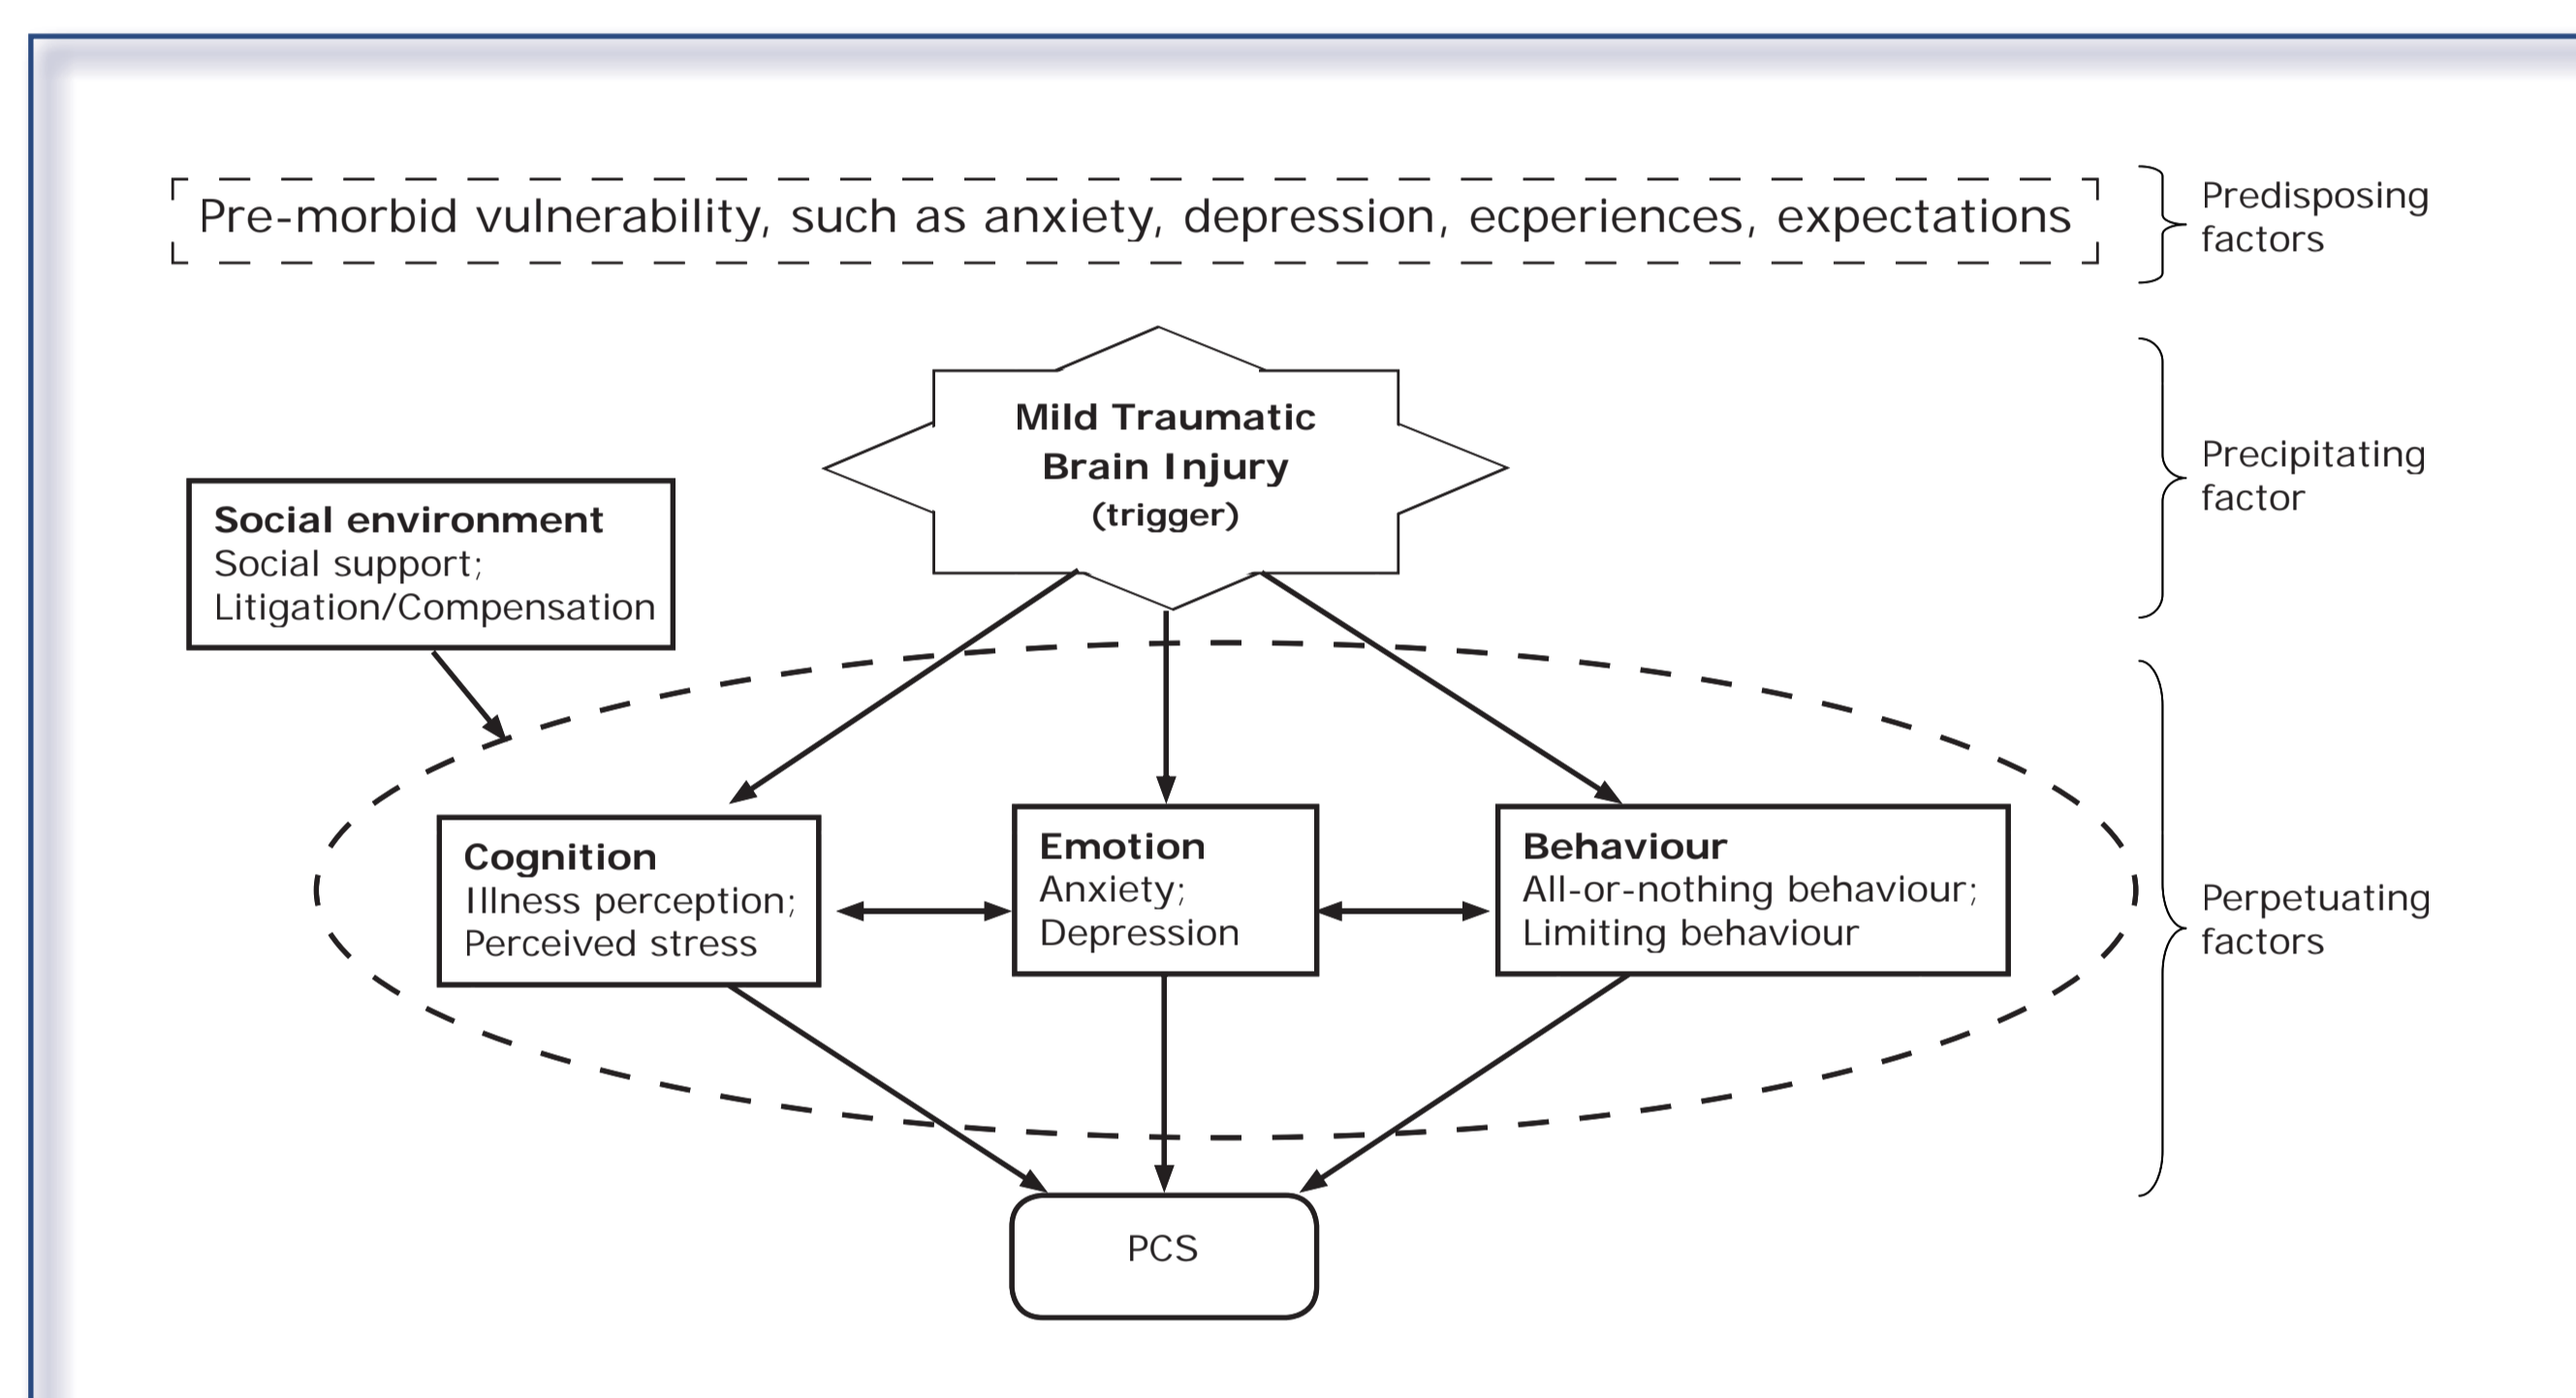 Pre-morbid vulnerability, such as anxiety, depression, ecperiences, expectations
Predisposing
factors
Mild Traumatic
Brain Injury
(trigger)
Precipitating
factor
Social environment
Social support;
Litigation/Compensation
Cognition
Illness perception;
Perceived stress
Emotion
Anxiety;
Depression
Behaviour
All-or-nothing behaviour;
Limiting behaviour
Perpetuating
factors
PCS